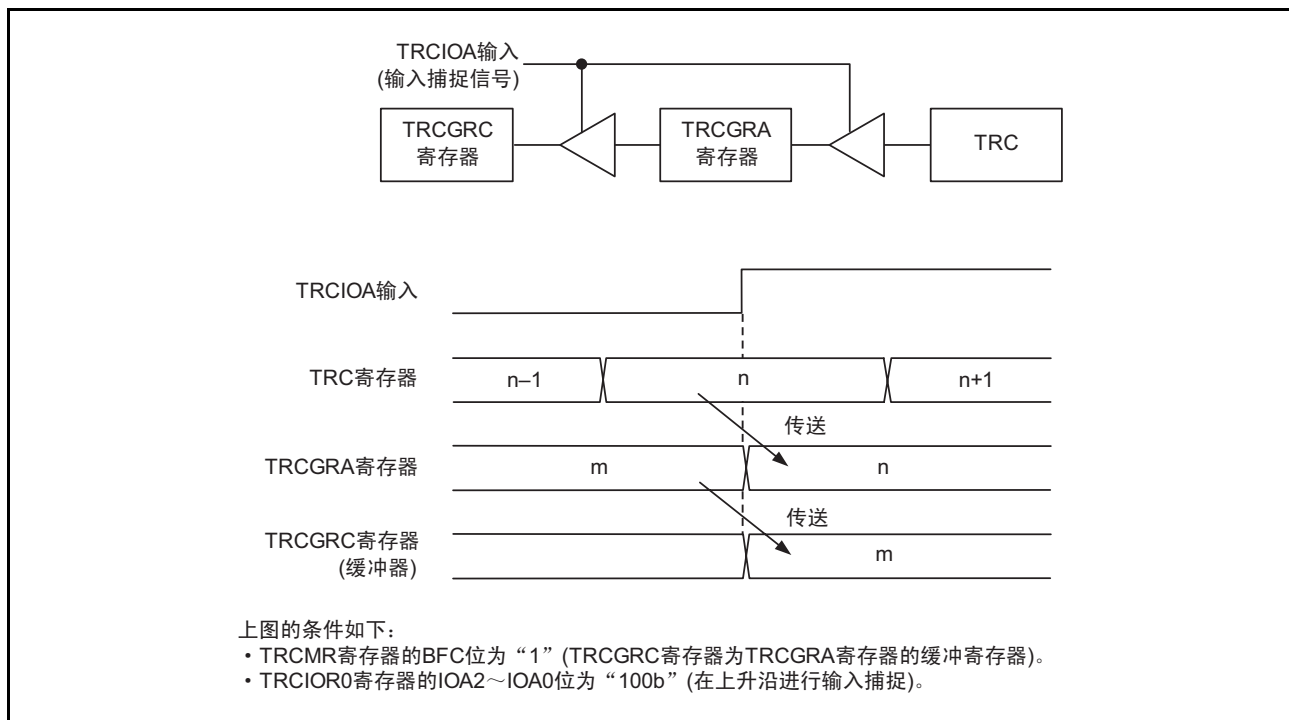 TRCIOA输入
(输入捕捉信号)
TRCGRC
寄存器
TRCGRA
寄存器
TRC
TRCIOA输入
TRC寄存器
n–1
n
n+1
传送
TRCGRA寄存器
m
n
传送
TRCGRC寄存器
(缓冲器)
m
上图的条件如下：
・TRCMR寄存器的BFC位为“1”(TRCGRC寄存器为TRCGRA寄存器的缓冲寄存器)。
・TRCIOR0寄存器的IOA2～IOA0位为“100b”(在上升沿进行输入捕捉)。